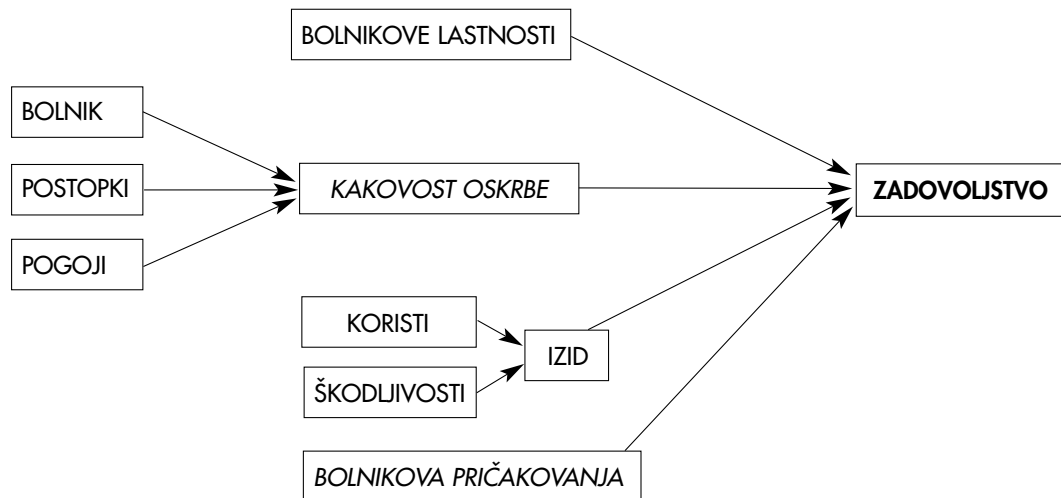 BOLNIKOVE LASTNOSTI
BOLNIK
POSTOPKI
KAKOVOST OSKRBE
ZADOVOLJSTVO
POGOJI
KORISTI
IZID
ŠKODLJIVOSTI
BOLNIKOVA PRIČAKOVANJA